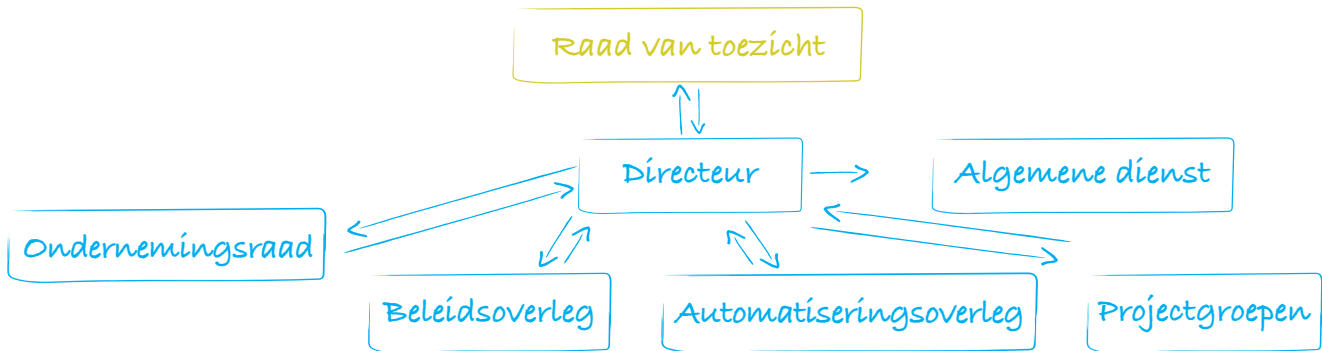 Raad van toezicht
Directeur
Algemene dienst
Ondernemingsraad
Beleidsoverleg
Automatiseringsoverleg
Projectgroepen